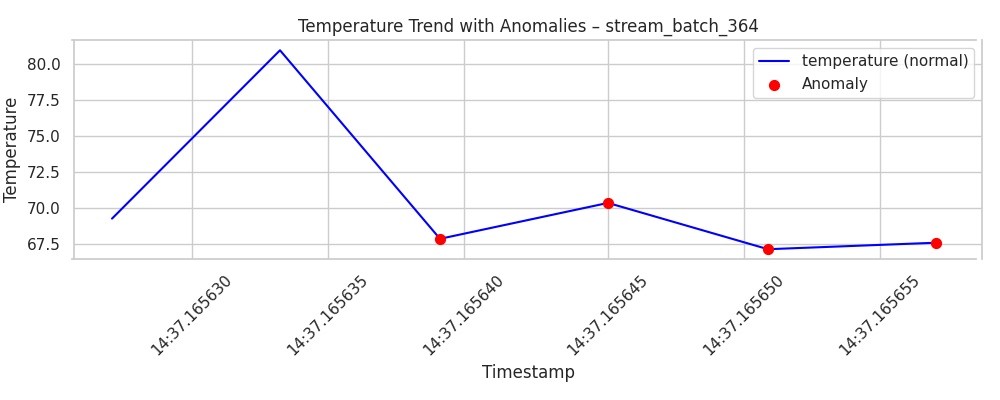 Temperature Trend with Anomalies – stream_batch_364
temperature (normal)
Anomaly
Temperature
80.0
77.5
75.0
72.5
70.0
67.5
14:37.165630
14:37.165635
14:37.165640
14:37.165645
14:37.165650
14:37.165655
Timestamp